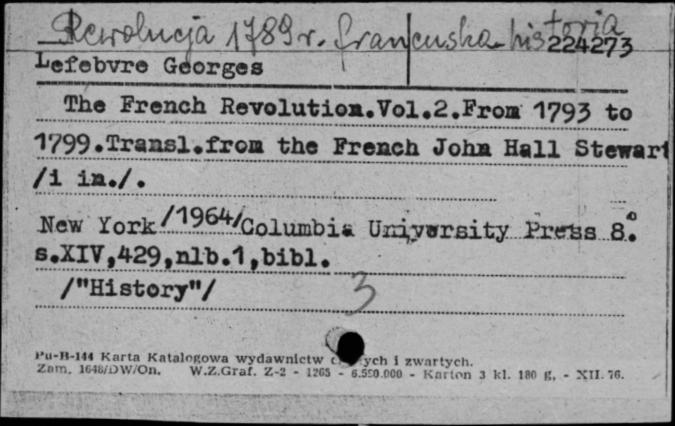 Rewolucja 1789 r. francuska - historia
224273
Lefebvre Georges
The French Revolution.Vol.2.From 1793 to
1799.Transl.from the French John Hall Stewart
/i in./.
New York /1964/ Columbia University Press 8.°
s.XIV,429,nlb.1,bibl.
/"History"/
3
Pu-B-144 Karta Katalogowa wydawnictw ych i zwartych.
Zam. 1648/DW/On. W.Z.Graf. Z-2 - 1265 - 6.550.000 - Karton 3 kl. 180 g. - XII. 76.